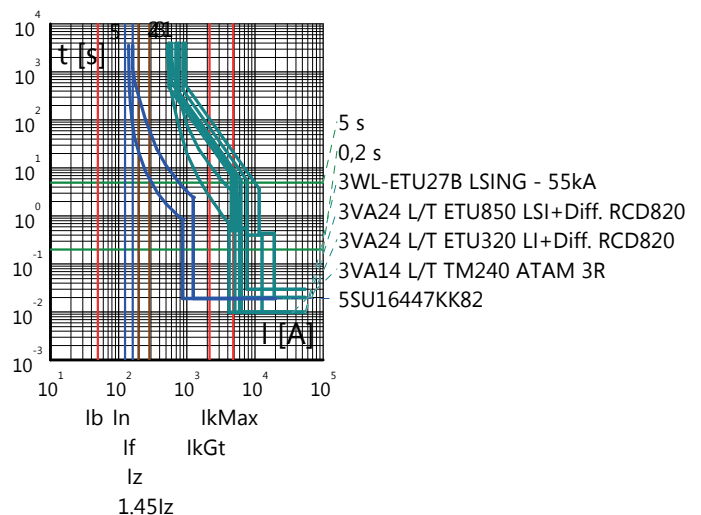 10⁴
t [s]
10³
10²
10¹
10⁰
10⁻¹
10⁻²
10⁻³
I [A]
10¹ 10² 10³ 10⁴ 10⁵
5 s
0,2 s
3WL-ETU27B LSING - 55kA
3VA24 L/T ETU850 LSI+Diff. RCD820
3VA24 L/T ETU320 LI+Diff. RCD820
3VA14 L/T TM240 ATAM 3R
5SU16447KK82
Ib In IkMax
If IkGt
Iz
1.45Iz